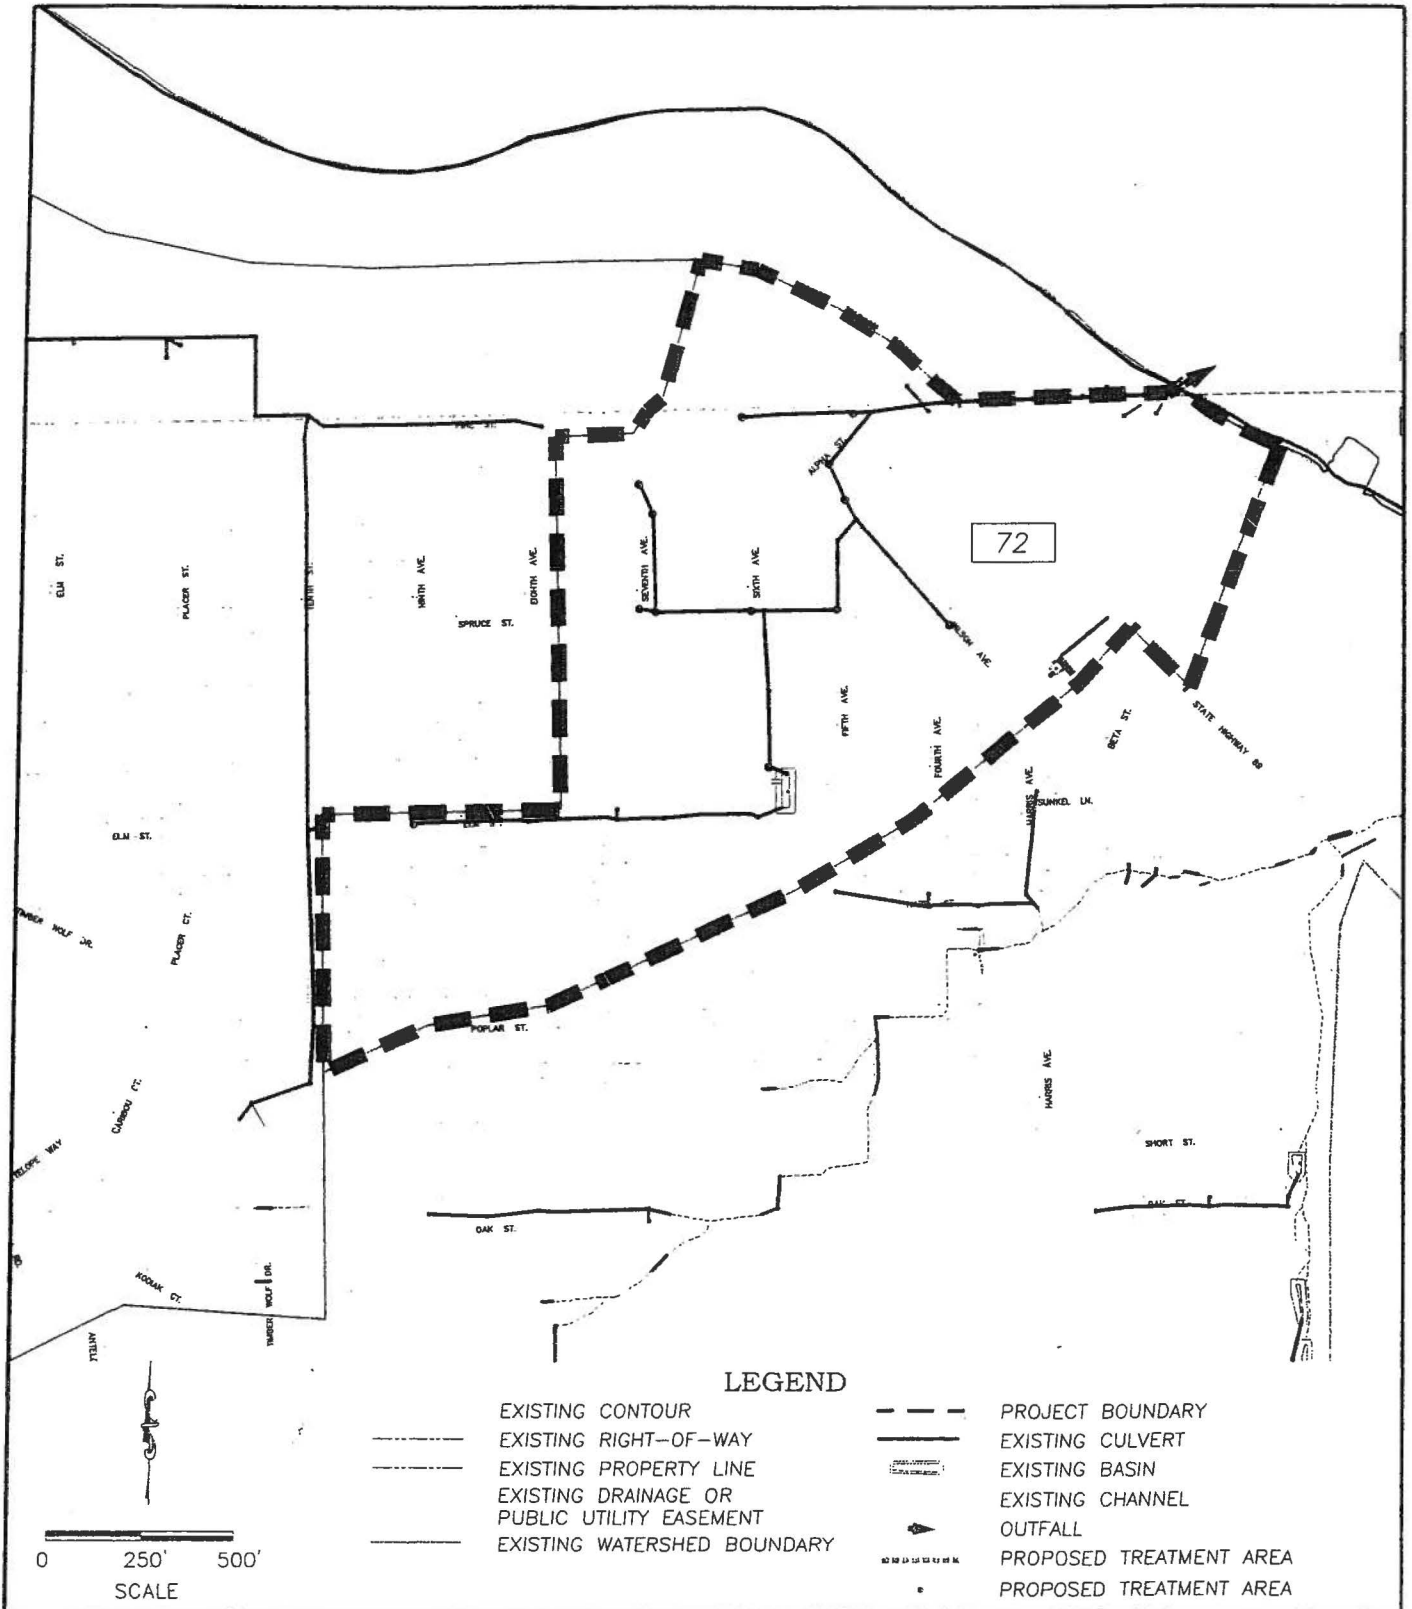 ALPHA ST.
72
ELM ST.
PLACER ST.
TENTH ST.
NINTH AVE.
EIGHTH AVE.
SEVENTH AVE.
SIXTH AVE.
SPRUCE ST.
FIFTH AVE.
FOURTH AVE.
BETA ST.
STATE HIGHWAY 89
HARRIS AVE.
SUNKEL LN.
ELM ST.
WOLF DR.
PLACER CT.
POPLAR ST.
CARIBOU CT.
HARRIS AVE.
SHORT ST.
WAY
OAK ST.
OAK ST.
KODIAK CT.
TIMBER WOLF DR.
LEGEND
EXISTING CONTOUR
EXISTING RIGHT-OF-WAY
EXISTING PROPERTY LINE
EXISTING DRAINAGE OR
PUBLIC UTILITY EASEMENT
EXISTING WATERSHED BOUNDARY
PROJECT BOUNDARY
EXISTING CULVERT
EXISTING BASIN
EXISTING CHANNEL
OUTFALL
PROPOSED TREATMENT AREA
PROPOSED TREATMENT AREA
0 250' 500'
SCALE